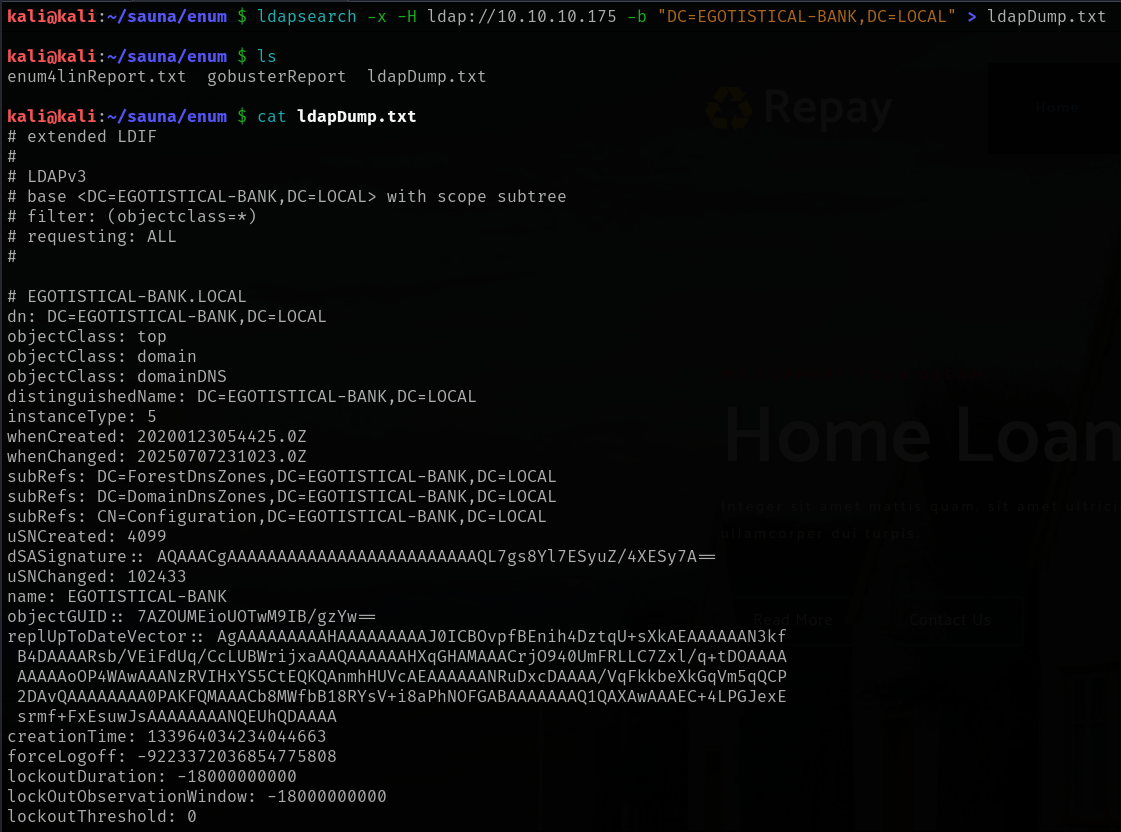 kali@kali:~/sauna/enum $ ldapsearch -x -H ldap://10.10.10.175 -b "DC=EGOTISTICAL-BANK,DC=LOCAL" > ldapDump.txt
kali@kali:~/sauna/enum $ ls
enum4linReport.txt  gobusterReport  ldapDump.txt
kali@kali:~/sauna/enum $ cat ldapDump.txt
# extended LDIF
#
# LDAPv3
# base <DC=EGOTISTICAL-BANK,DC=LOCAL> with scope subtree
# filter: (objectclass=*)
# requesting: ALL
#
# EGOTISTICAL-BANK.LOCAL
dn: DC=EGOTISTICAL-BANK,DC=LOCAL
objectClass: top
objectClass: domain
objectClass: domainDNS
distinguishedName: DC=EGOTISTICAL-BANK,DC=LOCAL
instanceType: 5
whenCreated: 20200123054425.0Z
whenChanged: 20250707231023.0Z
subRefs: DC=ForestDnsZones,DC=EGOTISTICAL-BANK,DC=LOCAL
subRefs: DC=DomainDnsZones,DC=EGOTISTICAL-BANK,DC=LOCAL
subRefs: CN=Configuration,DC=EGOTISTICAL-BANK,DC=LOCAL
uSNCreated: 4099
dSASignature:: AQAAACgAAAAAAAAAAAAAAAAAAAAAAAAAQL7gs8Yl7ESyuZ/4XESy7A==
uSNChanged: 102433
name: EGOTISTICAL-BANK
objectGUID:: 7AZOUMEioUOTwM9IB/gzYw==
replUpToDateVector:: AgAAAAAAAAAHAAAAAAAAAJ0ICBOvpfBEnih4DztqU+sXkAEAAAAAAN3kf
B4DAAAARsb/VEiFdUq/CcLUBWrijxaAAQAAAAAAHXqGHAMAAACrjO940UmFRLLC7Zxl/q+tDOAAAA
AAAAAoOP4WAwAAANzRVIHxYS5CtEQKQAnmhHUVcAEAAAAAANRuDxcDAAAA/VqFkkbeXkGqVm5qQCP
2DAvQAAAAAAAA0PAKFQMAAACb8MWfbB18RYsV+i8aPhNOFGABAAAAAAAQ1QAXAwAAAEC+4LPGJexE
srmf+FxEsuwJsAAAAAAAANQEUhQDAAAA
creationTime: 133964034234044663
forceLogoff: -9223372036854775808
lockoutDuration: -18000000000
lockOutObservationWindow: -18000000000
lockoutThreshold: 0
Repay
Home
Home Loan
Integer sit amet mattis quam, sit amet ultrici
ullamcorper dui turpis.
Read More
Contact Us